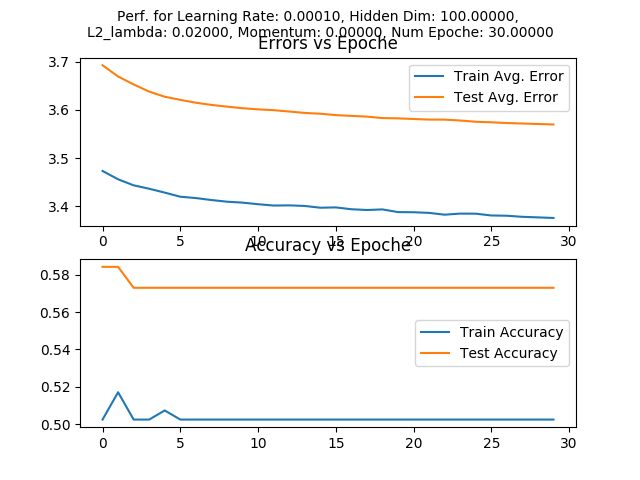 Perf. for Learning Rate: 0.00010, Hidden Dim: 100.00000,
L2_lambda: 0.02000, Momentum: 0.00000, Num Epoche: 30.00000
Errors vs Epoche
3.7
3.6
3.5
3.4
Train Avg. Error
Test Avg. Error
0 5 10 15 20 25 30
Accuracy vs Epoche
0.58
0.56
0.54
0.52
0.50
Train Accuracy
Test Accuracy
0 5 10 15 20 25 30